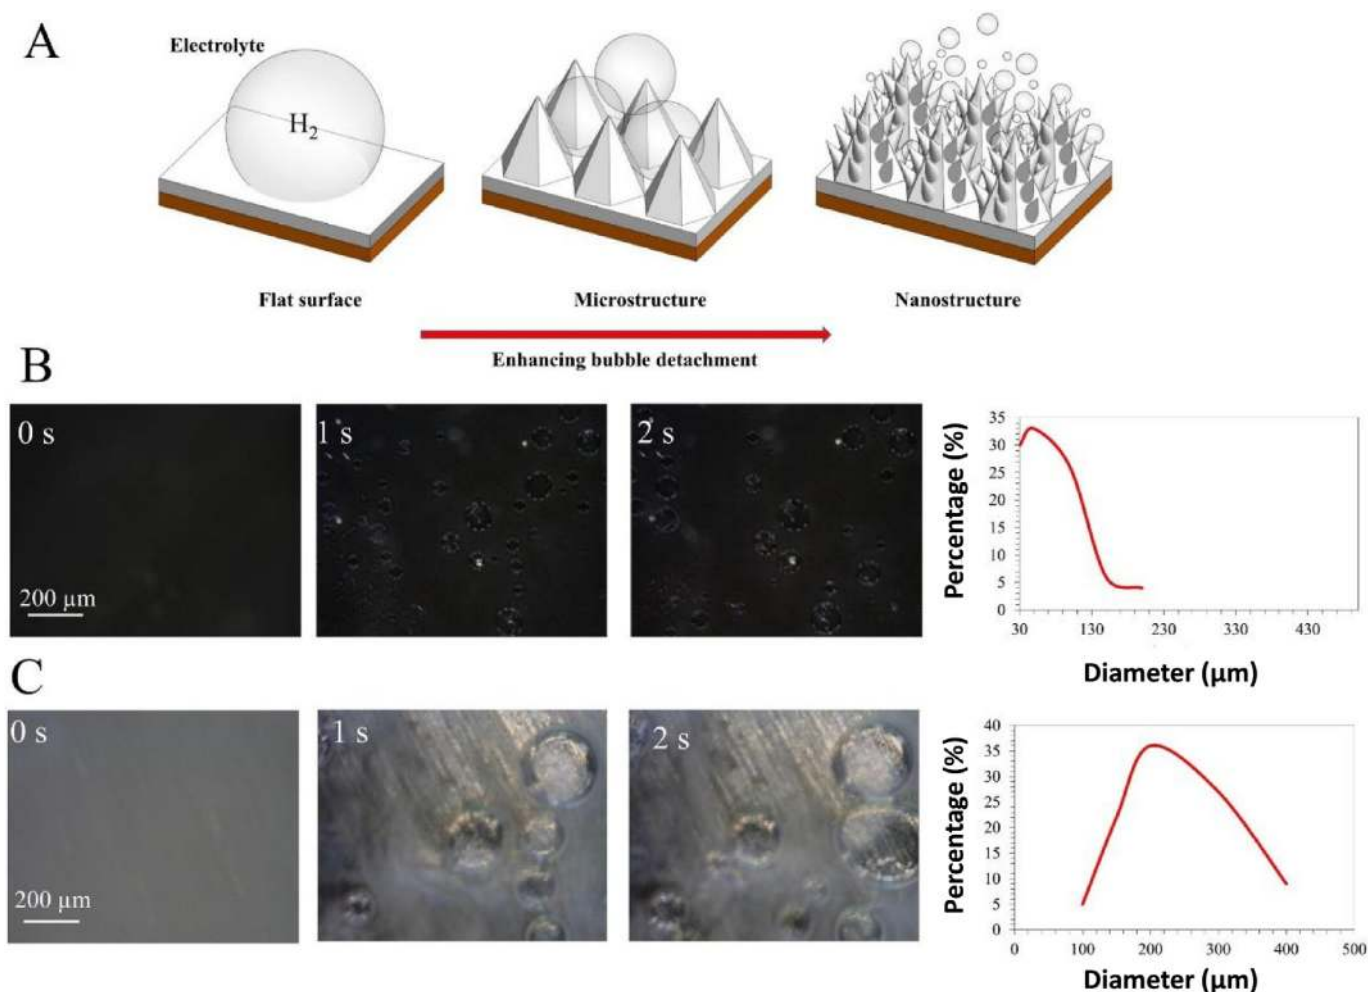 A
Electrolyte
H2
Flat surface
Microstructure
Nanostructure
Enhancing bubble detachment
B
0 s
1 s
2 s
200 µm
35
30
25
20
15
10
5
0
30
130
230
330
430
Percentage (%)
Diameter (µm)
C
0 s
1 s
2 s
200 µm
40
35
30
25
20
15
10
5
0
0
100
200
300
400
500
Percentage (%)
Diameter (µm)